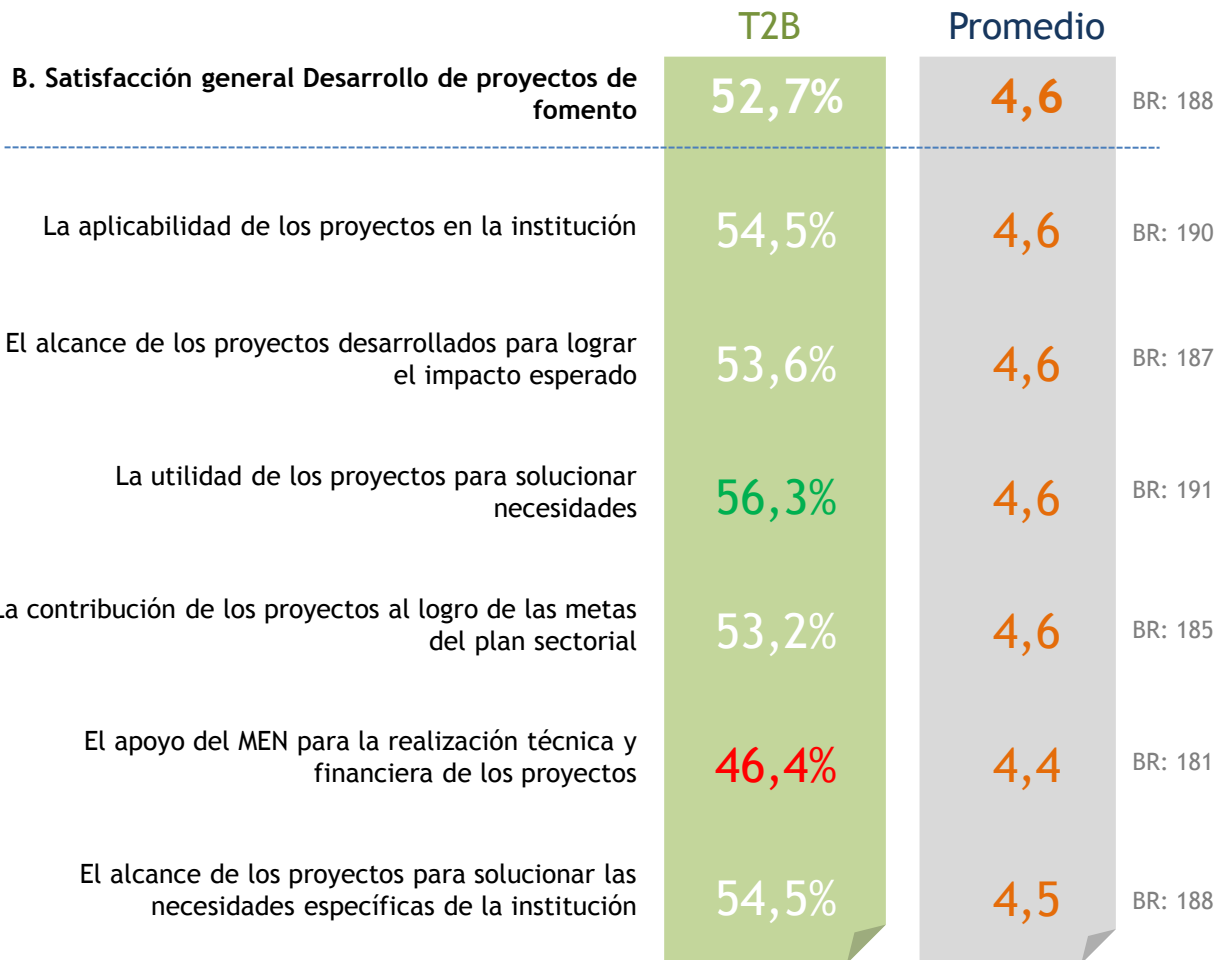 T2B Promedio
B. Satisfacción general Desarrollo de proyectos de
fomento
52,7% 4,6 BR: 188
La aplicabilidad de los proyectos en la institución 54,5% 4,6 BR: 190
El alcance de los proyectos desarrollados para lograr
el impacto esperado
53,6% 4,6 BR: 187
La utilidad de los proyectos para solucionar
necesidades
56,3% 4,6 BR: 191
La contribución de los proyectos al logro de las metas
del plan sectorial
53,2% 4,6 BR: 185
El apoyo del MEN para la realización técnica y
financiera de los proyectos
46,4% 4,4 BR: 181
El alcance de los proyectos para solucionar las
necesidades específicas de la institución
54,5% 4,5 BR: 188